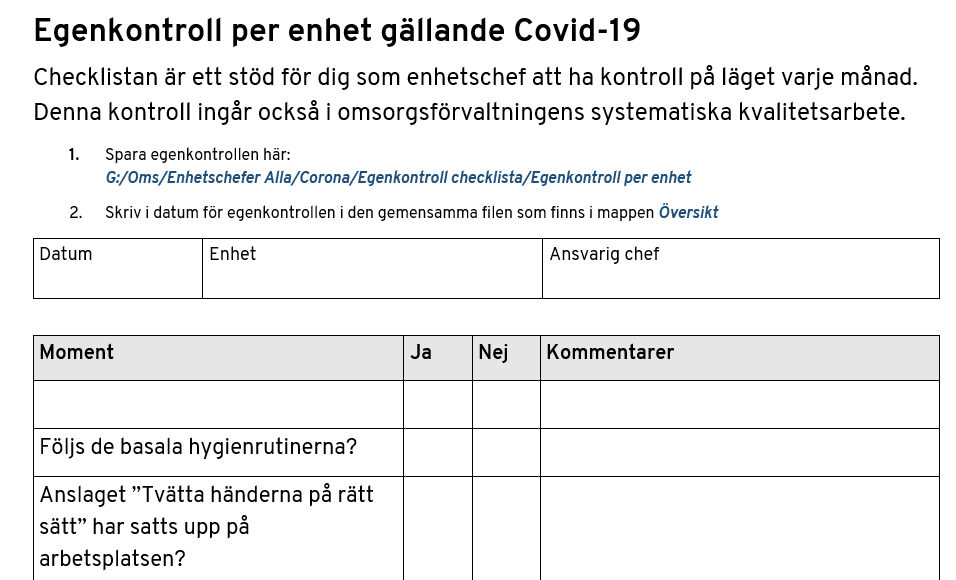 Egenkontroll per enhet gällande Covid-19
Checklistan är ett stöd för dig som enhetschef att ha kontroll på läget varje månad.
Denna kontroll ingår också i omsorgsförvaltningens systematiska kvalitetsarbete.
1. Spara egenkontrollen här:
G:/Oms/Enhetschefer Alla/Corona/Egenkontroll checklista/Egenkontroll per enhet
2. Skriv i datum för egenkontrollen i den gemensamma filen som finns i mappen Översikt
Datum Enhet Ansvarig chef
Moment Ja Nej Kommentarer
Följs de basala hygienrutinerna?
Anslaget ”Tvätta händerna på rätt
sätt” har satts upp på
arbetsplatsen?